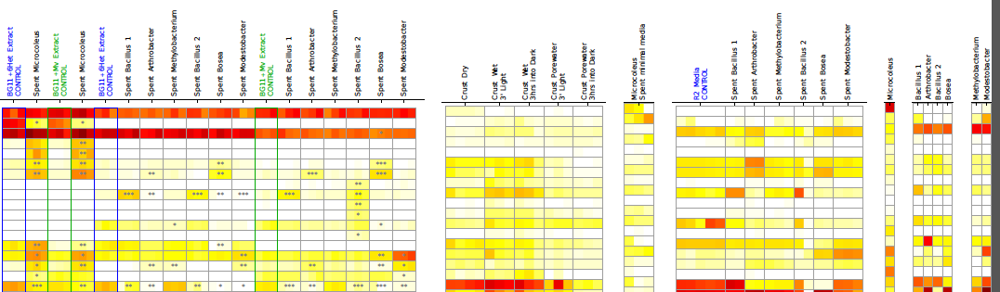 BG11+6Het Extract
CONTROL
Spent Microcoleus
BG11+Mv Extract
CONTROL
Spent Microcoleus
BG11+6Het Extract
CONTROL
Spent Bacillus 1
Spent Arthrobacter
Spent Methylobacterium
Spent Bacillus 2
Spent Bosea
Spent Modestobacter
BG11+Mv Extract
CONTROL
Spent Bacillus 1
Spent Arthrobacter
Spent Methylobacterium
Spent Bacillus 2
Spent Bosea
Spent Modestobacter
Crust Dry
Crust Wet
3' Light
Crust Wet
3hrs into Dark
Crust Porewater
3' Light
Crust Porewater
3hrs into Dark
Microcoleus
Spent minimal media
R2 Media
CONTROL
Spent Bacillus 1
Spent Arthrobacter
Spent Methylobacterium
Spent Bacillus 2
Spent Bosea
Spent Modestobacter
Microcoleus
Bacillus 1
Arthrobacter
Bacillus 2
Bosea
Methylobacterium
Modestobacter